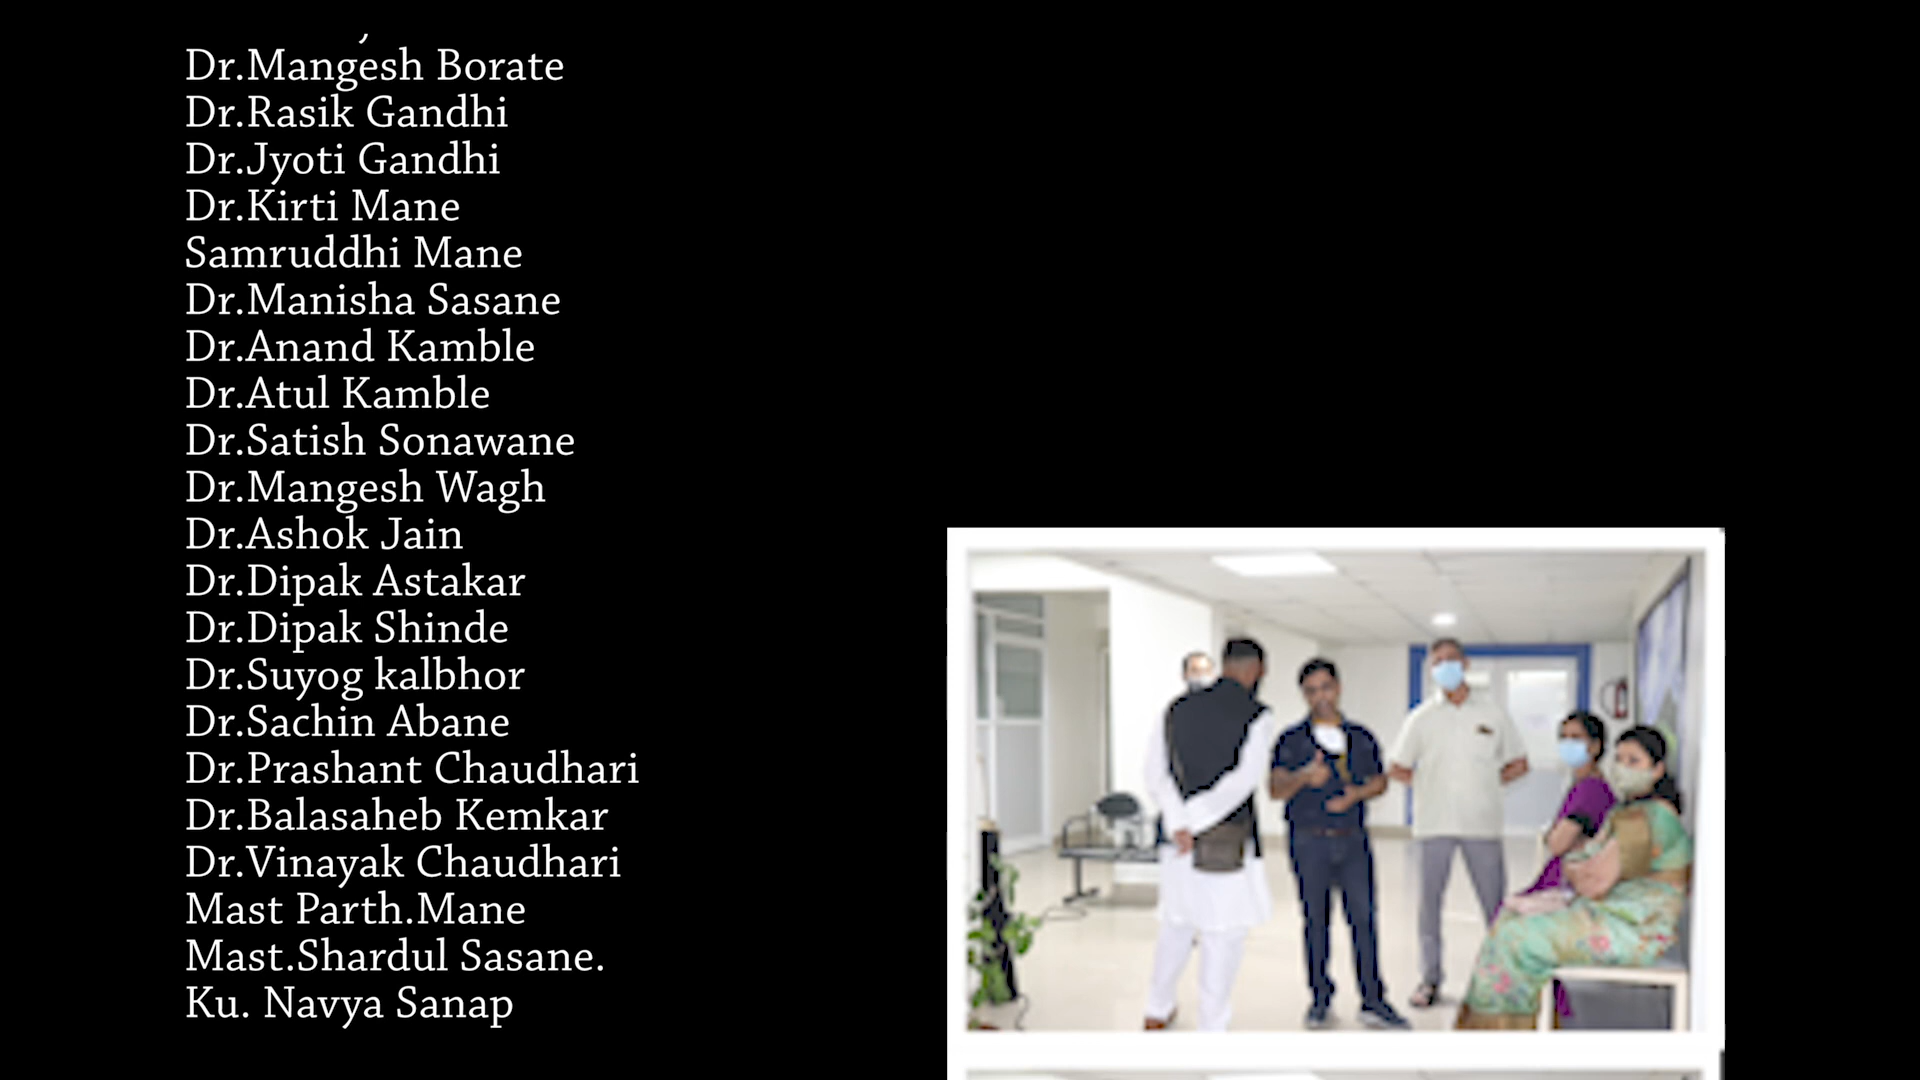 Dr.Mangesh Borate
Dr.Rasik Gandhi
Dr.Jyoti Gandhi
Dr.Kirti Mane
Samruddhi Mane
Dr.Manisha Sasane
Dr.Anand Kamble
Dr.Atul Kamble
Dr.Satish Sonawane
Dr.Mangesh Wagh
Dr.Ashok Jain
Dr.Dipak Astakar
Dr.Dipak Shinde
Dr.Suyog kalbhor
Dr.Sachin Abane
Dr.Prashant Chaudhari
Dr.Balasaheb Kemkar
Dr.Vinayak Chaudhari
Mast Parth.Mane
Mast.Shardul Sasane.
Ku. Navya Sanap